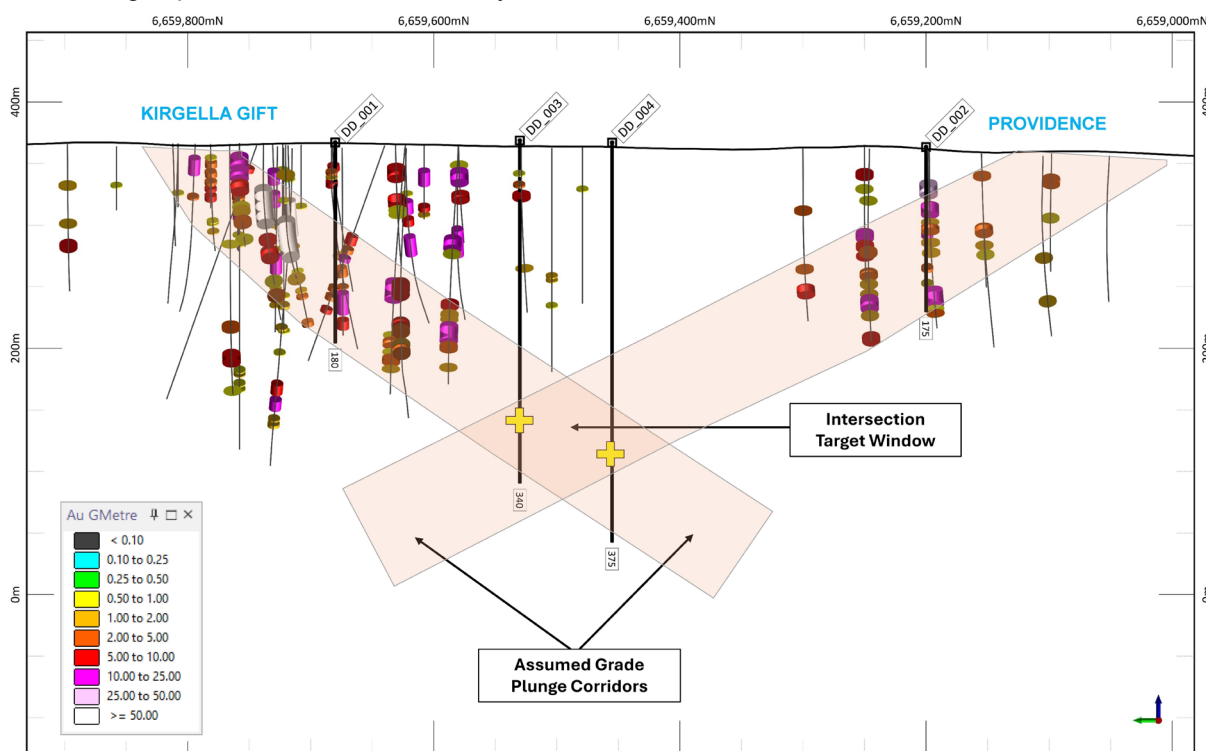 6,659,800mN
6,659,600mN
6,659,400mN
6,659,200mN
6,659,000mN
400m
400m
KIRGELLA GIFT
DD_001
DD_003
DD_004
DD_002
PROVIDENCE
200m
200m
180
175
Intersection
Target Window
340
375
Au GMetre
< 0.10
0.10 to 0.25
0.25 to 0.50
0.50 to 1.00
1.00 to 2.00
2.00 to 5.00
5.00 to 10.00
10.00 to 25.00
25.00 to 50.00
>= 50.00
0m
0m
Assumed Grade
Plunge Corridors